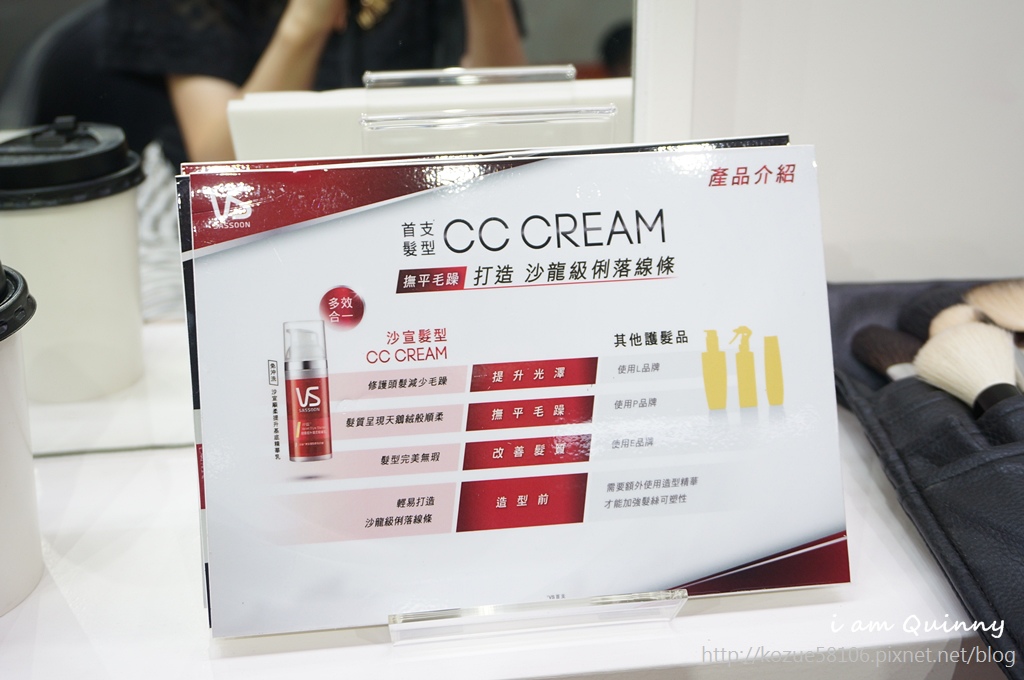 VS
SASSOON
產品介紹
首支
髮型
CC CREAM
撫平毛躁 打造 沙龍級俐落線條
多效
合一
沙宣髮型
CC CREAM
其他護髮品
免沖洗
VS
SASSOON
修護頭髮減少毛躁 提升光澤 使用L品牌
髮質呈現天鵝絨般順柔 撫平毛躁 使用P品牌
髮型完美無瑕 改善髮質 使用E品牌
輕易打造
沙龍級俐落線條
造型前
需要額外使用造型精華
才能加強髮絲可塑性
i am Quinny
http://kozue58106.pixnet.net/blog